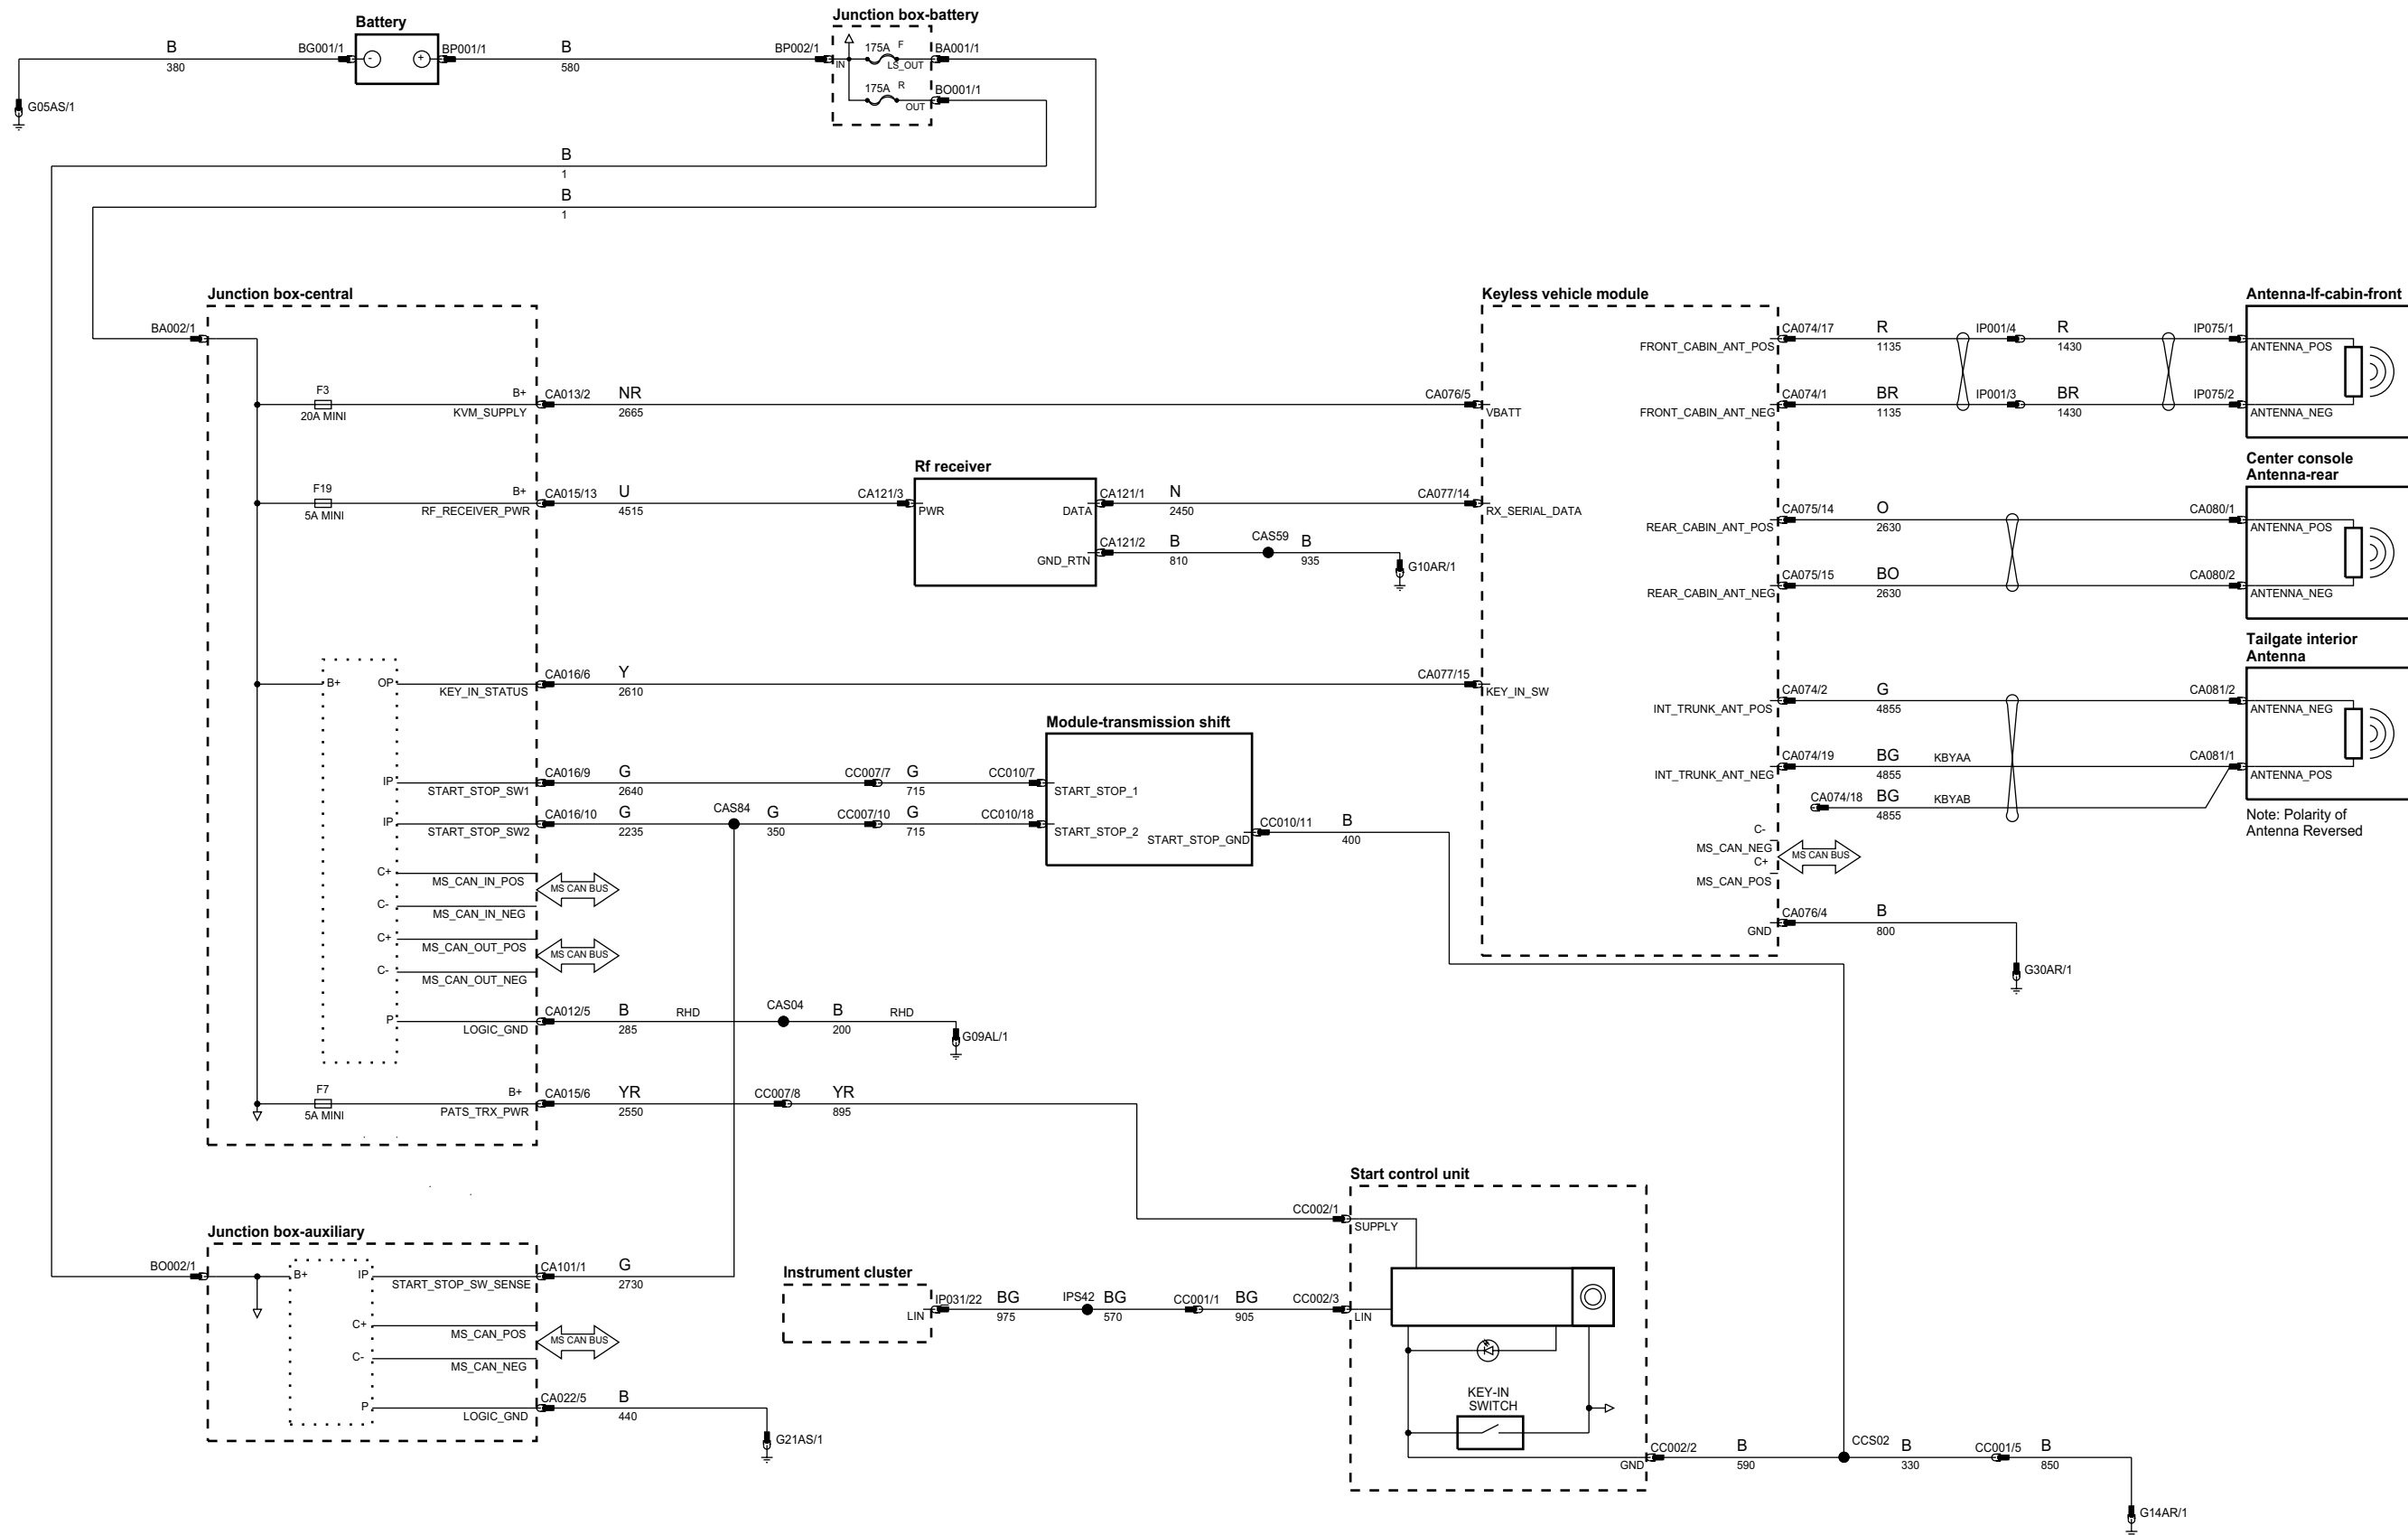 Battery
Junction box-battery
B
380
BG001/1
-
+
BP001/1
B
580
BP002/1
IN
175A F
LS_OUT
BA001/1
175A R
OUT
BO001/1
G05AS/1
B
1
B
1
Junction box-central
BA002/1
F3
20A MINI
B+
KVM_SUPPLY
CA013/2
NR
2665
CA076/5
VBATT
F19
5A MINI
B+
RF_RECEIVER_PWR
CA015/13
U
4515
CA121/3
Rf receiver
PWR
DATA
GND_RTN
CA121/1
N
2450
CA077/14
RX_SERIAL_DATA
CA121/2
B
810
CAS59
B
935
G10AR/1
B+
OP
KEY_IN_STATUS
CA016/6
Y
2610
CA077/15
KEY_IN_SW
IP
START_STOP_SW1
CA016/9
G
2640
CC007/7
G
715
CC010/7
Module-transmission shift
START_STOP_1
IP
START_STOP_SW2
CA016/10
G
2235
CAS84
G
350
CC007/10
G
715
CC010/18
START_STOP_2
START_STOP_GND
CC010/11
B
400
C+
MS_CAN_IN_POS
MS CAN BUS
C-
MS_CAN_IN_NEG
C+
MS_CAN_OUT_POS
MS CAN BUS
C-
MS_CAN_OUT_NEG
P
LOGIC_GND
CA012/5
B
285
RHD
CAS04
B
200
RHD
G09AL/1
F7
5A MINI
B+
PATS_TRX_PWR
CA015/6
YR
2550
CC007/8
YR
895
Keyless vehicle module
FRONT_CABIN_ANT_POS
CA074/17
R
1135
IP001/4
R
1430
IP075/1
Antenna-lf-cabin-front
ANTENNA_POS
FRONT_CABIN_ANT_NEG
CA074/1
BR
1135
IP001/3
BR
1430
IP075/2
ANTENNA_NEG
Center console
Antenna-rear
REAR_CABIN_ANT_POS
CA075/14
O
2630
CA080/1
ANTENNA_POS
REAR_CABIN_ANT_NEG
CA075/15
BO
2630
CA080/2
ANTENNA_NEG
Tailgate interior
Antenna
INT_TRUNK_ANT_POS
CA074/2
G
4855
CA081/2
ANTENNA_NEG
INT_TRUNK_ANT_NEG
CA074/19
BG
4855
KBYAA
CA081/1
ANTENNA_POS
CA074/18
BG
4855
KBYAB
Note: Polarity of
Antenna Reversed
C-
MS_CAN_NEG
C+
MS_CAN_POS
MS CAN BUS
GND
CA076/4
B
800
G30AR/1
Junction box-auxiliary
BO002/1
B+
IP
START_STOP_SW_SENSE
CA101/1
G
2730
C+
MS_CAN_POS
MS CAN BUS
C-
MS_CAN_NEG
P
LOGIC_GND
CA022/5
B
440
G21AS/1
Instrument cluster
LIN
IP031/22
BG
975
IPS42
BG
570
CC001/1
BG
905
CC002/3
Start control unit
CC002/1
SUPPLY
LIN
KEY-IN
SWITCH
GND
CC002/2
B
590
CCS02
B
330
CC001/5
B
850
G14AR/1